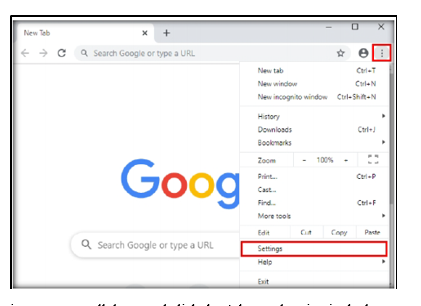 New Tab
Search Google or type a URL
New tab Ctrl+T
New window Ctrl+N
New incognito window Ctrl+Shift+N
History
Downloads Ctrl+J
Bookmarks
Zoom - 100% +
Print... Ctrl+P
Cast...
Find... Ctrl+F
More tools
Edit Cut Copy Paste
Settings
Help
Exit
Goog
Search Google or type a URL